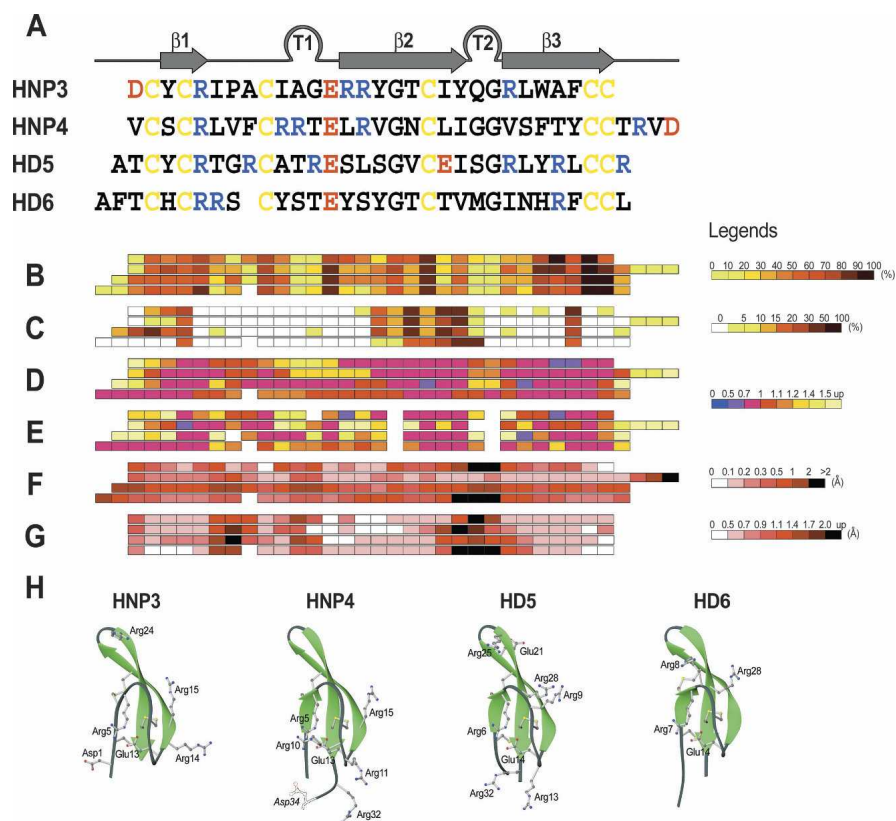 A
β1 T1 β2 T2 β3
HNP3 DCYCRIPACIAGERRYGTCIYQGRLWAFCC
HNP4 VCSCRLVFCRRTELRVGNCLIGGVSFTYCCTRVD
HD5 ATCYCRTGRCATRESLSGVCEISGRLYRLCCR
HD6 AFTCHCRRS CYSTEYSYGTCTVMGINHRFCCL
Legends
B
0 10 20 30 40 50 60 70 80 90 100 (%)
C
0 5 10 15 20 30 50 100 (%)
D
0 0.5 0.7 1 1.1 1.2 1.4 1.5 up
E
F
0 0.1 0.2 0.3 0.5 1 2 >2 (Å)
G
0 0.5 0.7 0.9 1.1 1.4 1.7 2.0 up (Å)
H
HNP3 HNP4 HD5 HD6
Arg24
Arg15
Arg5
Asp1
Glu13
Arg14
Arg15
Arg5
Arg10
Glu13
Arg11
Asp34
Arg32
Arg25
Glu21
Arg28
Arg9
Arg6
Glu14
Arg32
Arg13
Arg8
Arg28
Arg7
Glu14